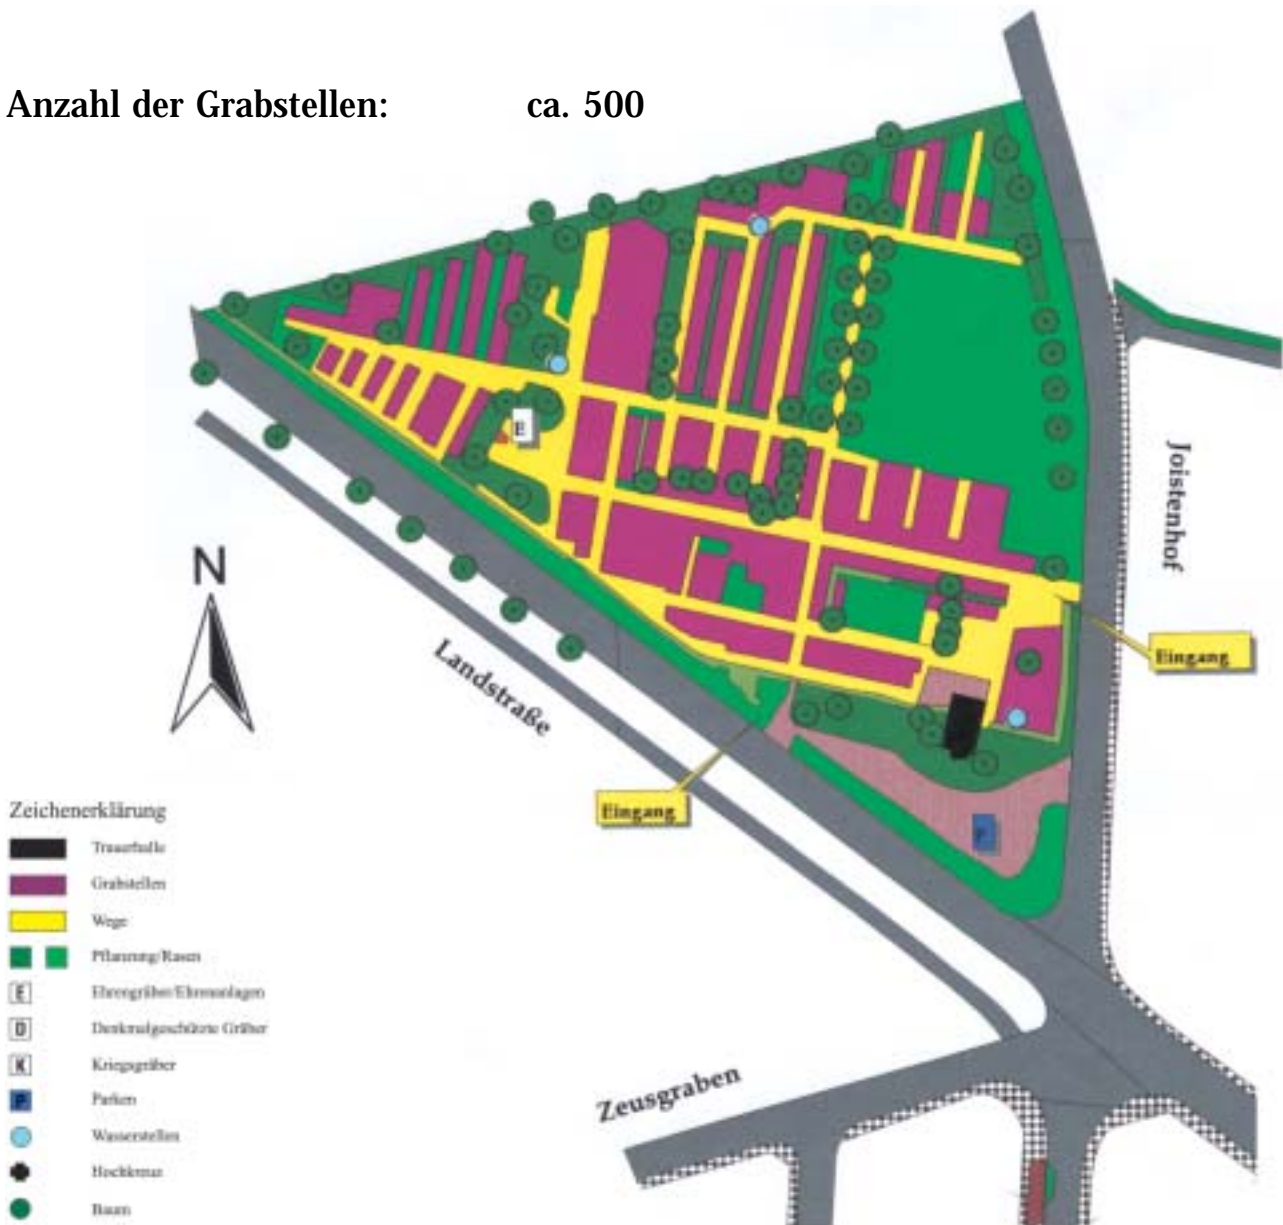 Anzahl der Grabstellen: ca. 500
E
Joistenhof
N
Eingang
Landstraße
Eingang
P
Zeichenerklärung
Trauerhalle
Grabstellen
Wege
Pflanzung/Rasen
E Ehrengräber/Ehrenanlagen
D Denkmalgeschützte Gräber
K Kriegsgräber
P Parken
Wasserstellen
Hochkreuz
Baum
Zeusgraben